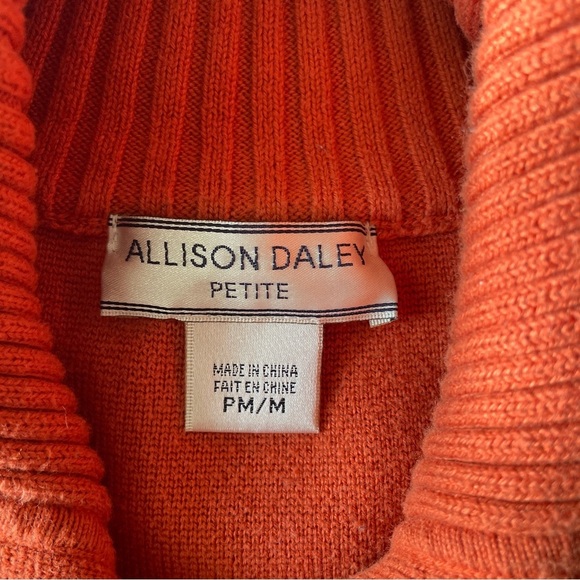 ALLISON DALEY
PETITE
MADE IN CHINA
FAIT EN CHINE
PM/M